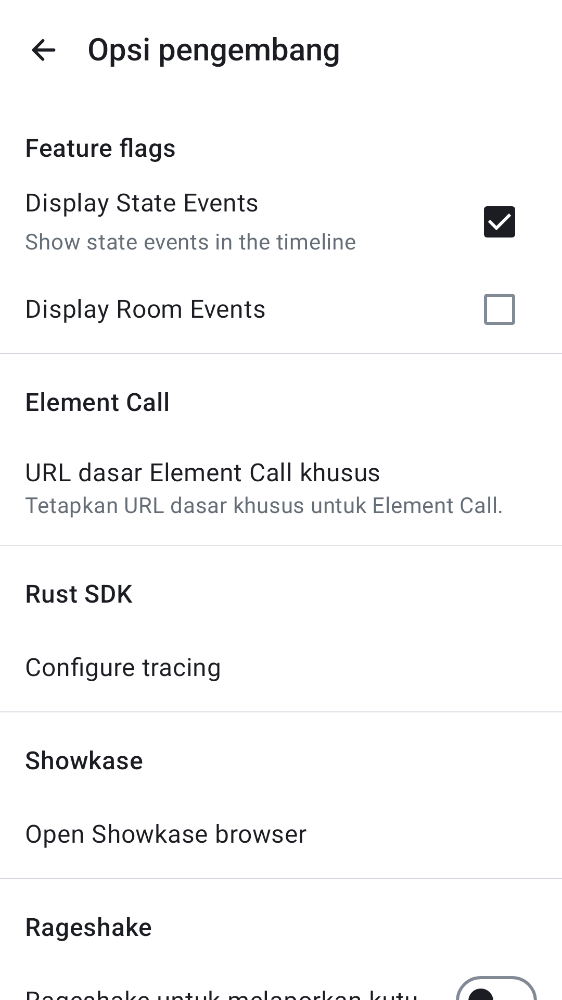 Opsi pengembang
Feature flags
Display State Events
Show state events in the timeline
Display Room Events
Element Call
URL dasar Element Call khusus
Tetapkan URL dasar khusus untuk Element Call.
Rust SDK
Configure tracing
Showkase
Open Showkase browser
Rageshake
Rageshake untuk melaporkan kutu